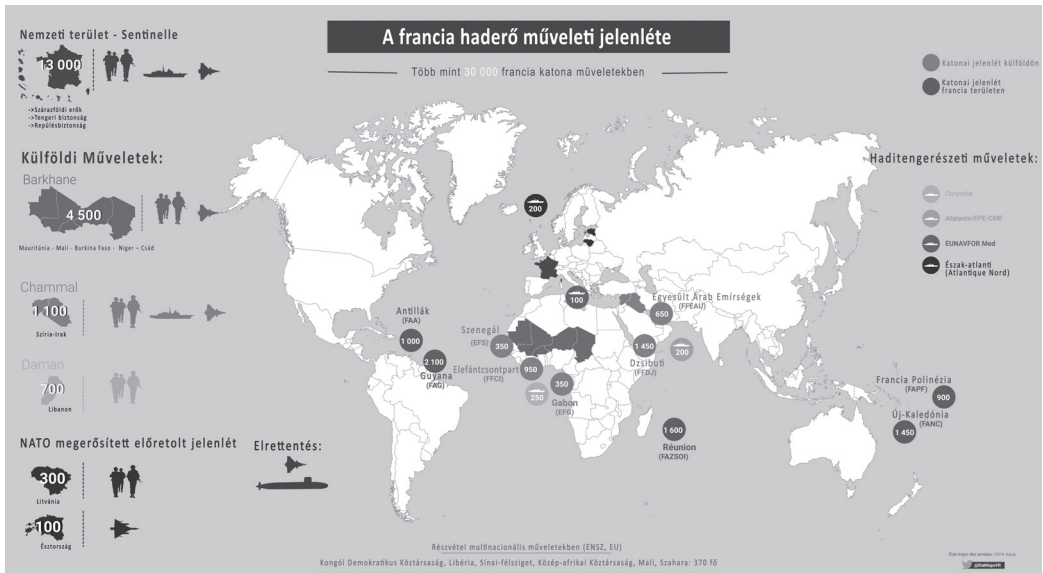 A francia haderő műveleti jelenléte
Több mint 30 000 francia katona műveletekben
Nemzeti terület - Sentinelle
13 000
->Szárazföldi erők
->Tengeri biztonság
->Repülésbiztonság
Külföldi Műveletek:
Barkhane
4 500
Mauritánia - Mali - Burkina Faso - Niger – Csád
Chammal
1 100
Szíria-Irak
Daman
700
Libanon
NATO megerősített előretolt jelenlét
300
Litvánia
100
Észtország
Elrettentés:
Katonai jelenlét külföldön
Katonai jelenlét
francia területen
Haditengerészeti műveletek:
Corymbe
Atalante/EFE/CMF
EUNAVFOR Med
Észak-atlanti
(Atlantique Nord)
200
100
Egyesült Arab Emírségek
(FFEAU)
650
Antillák
(FAA)
1 000
2 100
Guyana
(FAG)
Szenegál
(EFS)
350
Elefántcsontpart
(FFCI)
950
250
350
Gabon
(EFG)
1 450
Dzsibuti
(FFDJ)
200
1 600
Réunion
(FAZSOI)
Francia Polinézia
(FAPF)
900
Új-Kaledónia
(FANC)
1 450
Részvétel multinacionális műveletekben (ENSZ, EU)
Kongói Demokratikus Köztársaság, Libéria, Sínai-félsziget, Közép-afrikai Köztársaság, Mali, Szahara: 370 fő
@EtatMajorFR